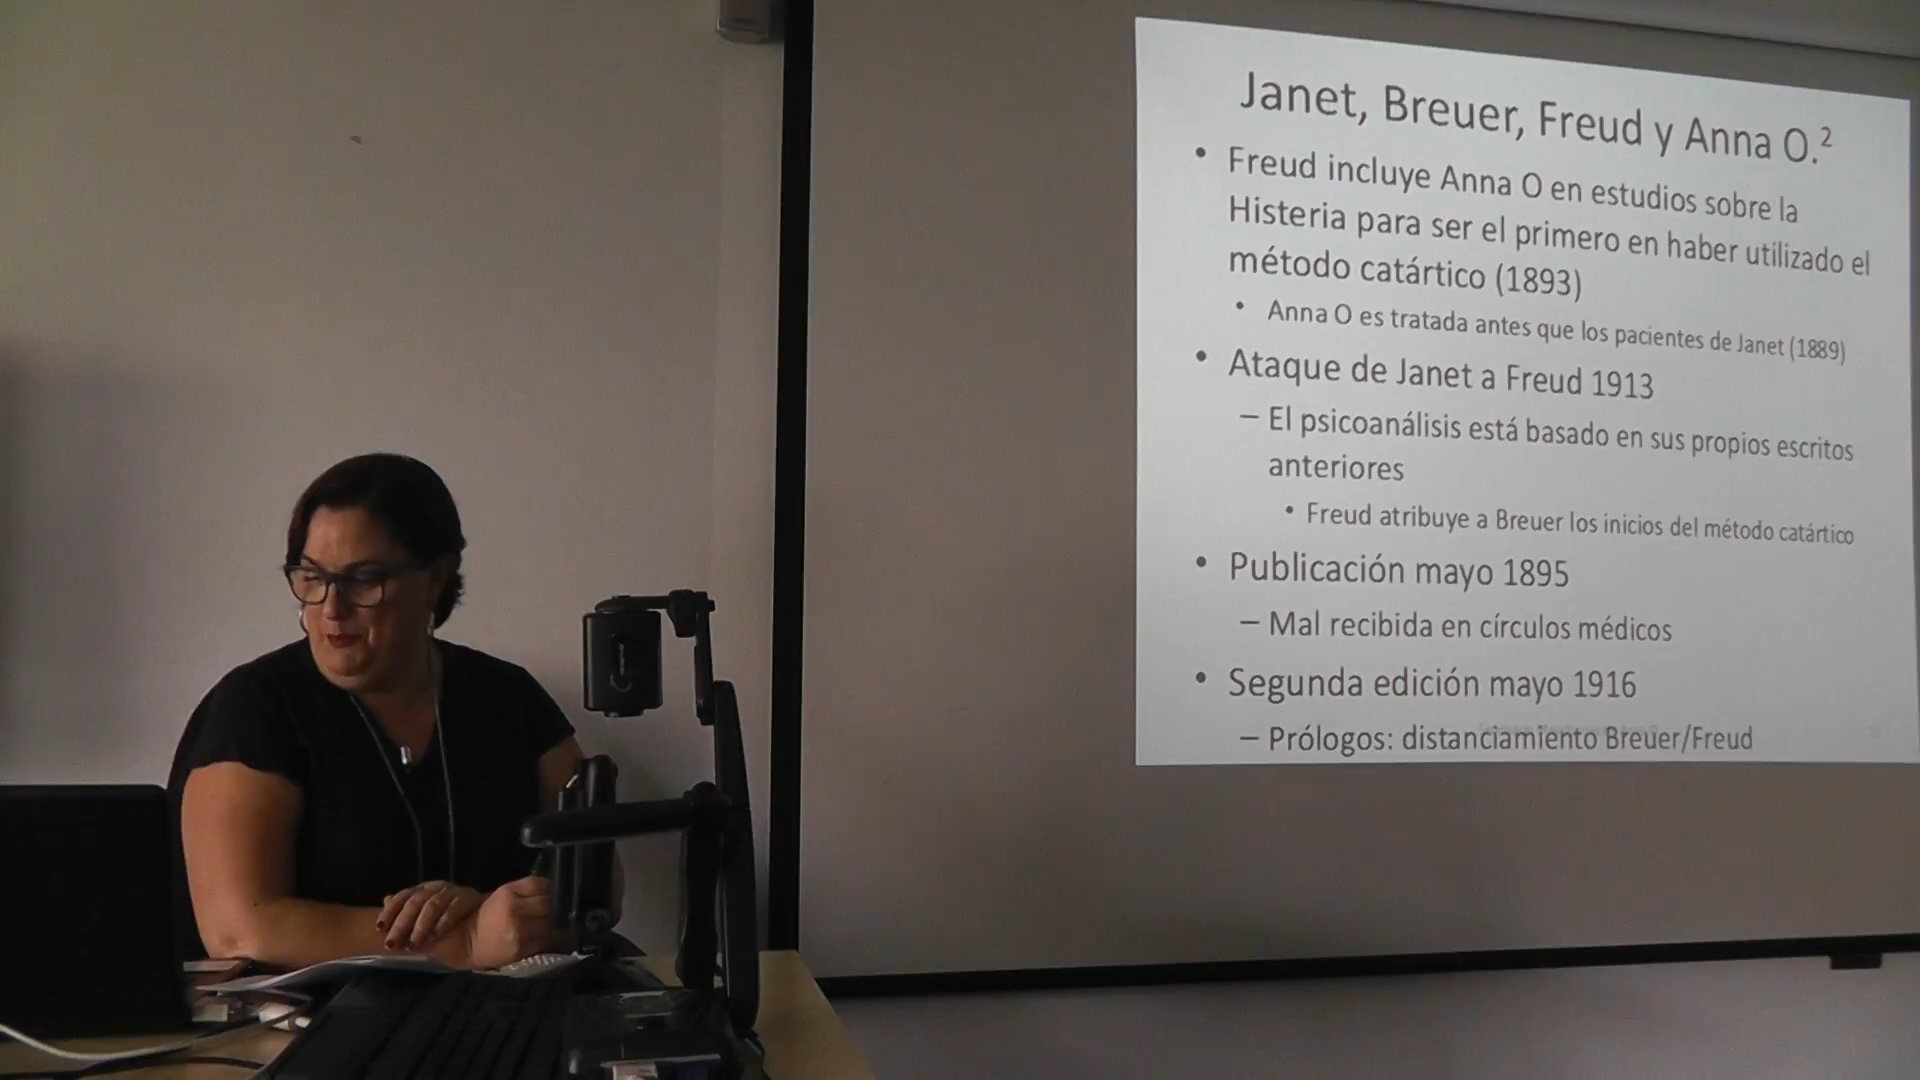 Janet, Breuer, Freud y Anna O.²
• Freud incluye Anna O en estudios sobre la
Histeria para ser el primero en haber utilizado el
método catártico (1893)
• Anna O es tratada antes que los pacientes de Janet (1889)
• Ataque de Janet a Freud 1913
– El psicoanálisis está basado en sus propios escritos
anteriores
• Freud atribuye a Breuer los inicios del método catártico
• Publicación mayo 1895
– Mal recibida en círculos médicos
• Segunda edición mayo 1916
– Prólogos: distanciamiento Breuer/Freud